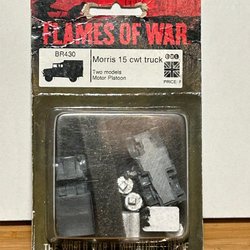 FLAMES OF WAR
BR430
Morris 15 cwt truck
Two models
Motor Platoon
PRICE
THE WORLD WAR II MINIATURES GAME